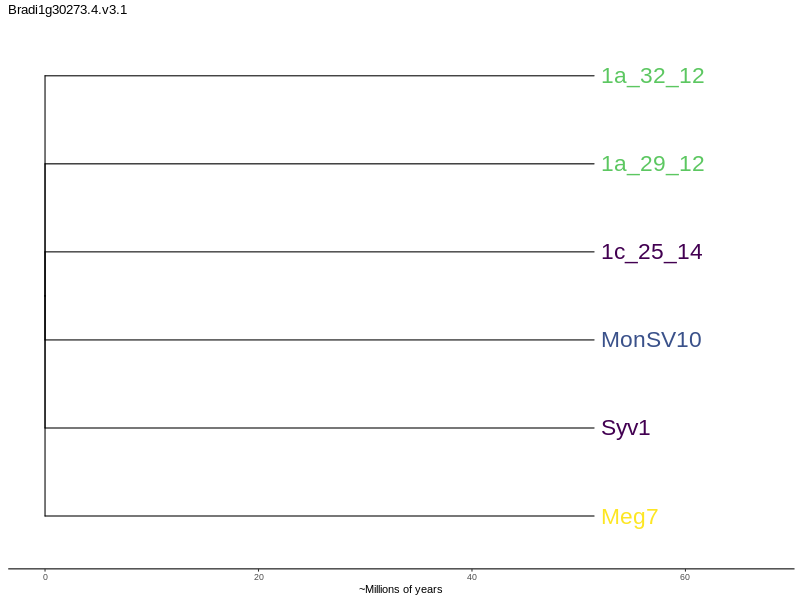 Bradi1g30273.4.v3.1
1a_32_12
1a_29_12
1c_25_14
MonSV10
Syv1
Meg7
0 20 40 60
~Millions of years